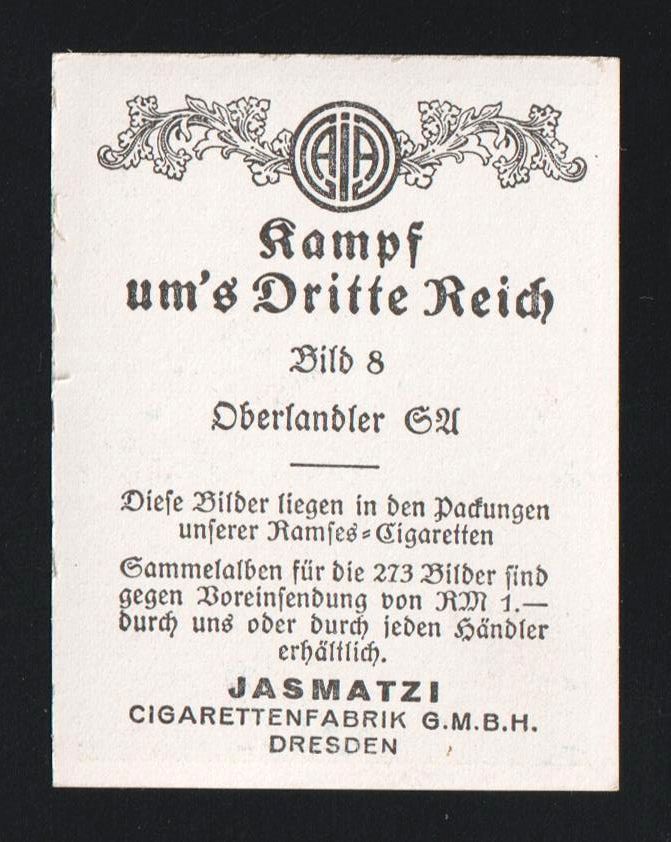 AJA
Kampf
um's Dritte Reich
Bild 8
Oberlandler SA
Diese Bilder liegen in den Packungen
unserer Ramses=Cigaretten
Sammelalben für die 273 Bilder sind
gegen Voreinsendung von RM 1.—
durch uns oder durch jeden Händler
erhältlich.
JASMATZI
CIGARETTENFABRIK G.M.B.H.
DRESDEN